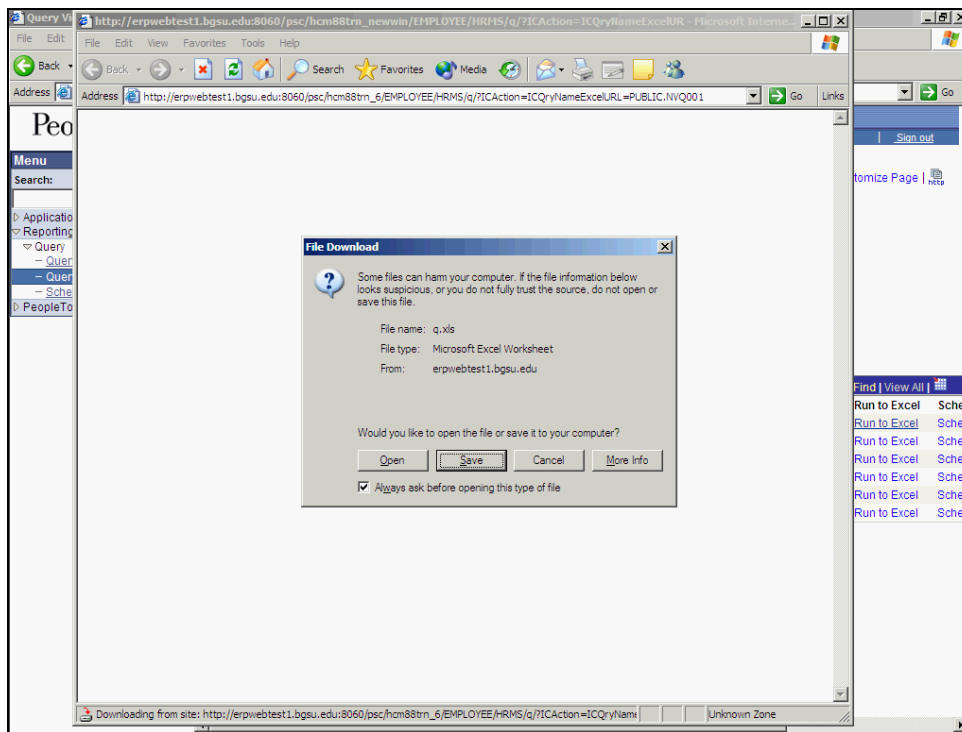 Query Vi
http://erpwebtest1.bgsu.edu:8060/psc/hcm88trn_newwin/EMPLOYEE/HRMS/q/?ICAction=ICQryNameExcelUR - Microsoft Interne...
File Edit
File Edit View Favorites Tools Help
Back
Back Search Favorites Media
Address
Address http://erpwebtest1.bgsu.edu:8060/psc/hcm88trn_6/EMPLOYEE/HRMS/q/?ICAction=ICQryNameExcelURL=PUBLIC.NVQ001 Go Links
Go
Peo
Sign out
Menu
Search:
tomize Page | http
Applicatio
Reporting
Query
Quer
Quer
Sche
PeopleTo
File Download
Some files can harm your computer. If the file information below
looks suspicious, or you do not fully trust the source, do not open or
save this file.
File name: q.xls
File type: Microsoft Excel Worksheet
From: erpwebtest1.bgsu.edu
Would you like to open the file or save it to your computer?
Open Save Cancel More Info
Always ask before opening this type of file
Find | View All |
Run to Excel Sche
Run to Excel Sche
Run to Excel Sche
Run to Excel Sche
Run to Excel Sche
Run to Excel Sche
Run to Excel Sche
Downloading from site: http://erpwebtest1.bgsu.edu:8060/psc/hcm88trn_6/EMPLOYEE/HRMS/q/?ICAction=ICQryName Unknown Zone